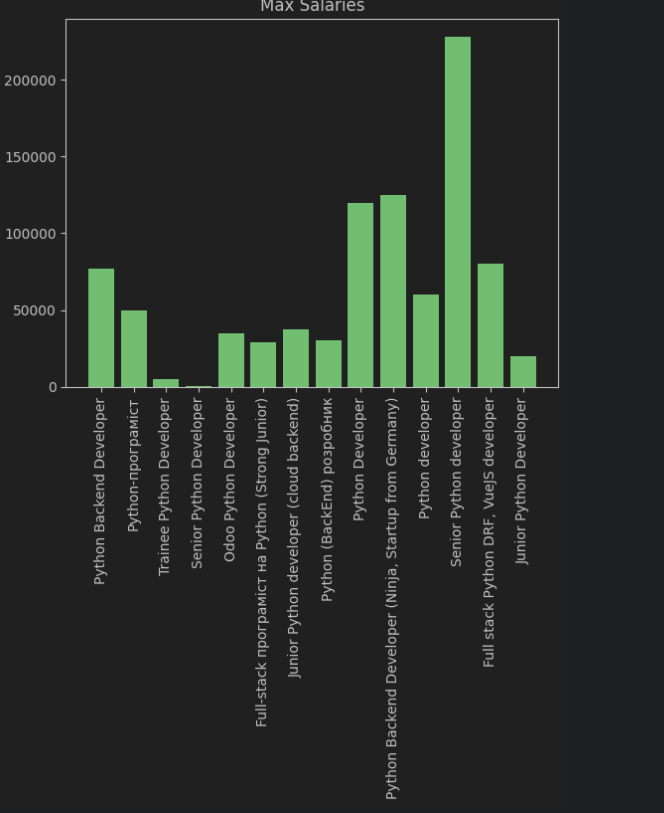 Max Salaries
200000
150000
100000
50000
0
Python Backend Developer
Python-програміст
Trainee Python Developer
Senior Python Developer
Odoo Python Developer
Full-stack програміст на Python (Strong Junior)
Junior Python developer (cloud backend)
Python (BackEnd) розробник
Python Developer
Python Backend Developer (Ninja, Startup from Germany)
Python developer
Senior Python developer
Full stack Python DRF, VueJS developer
Junior Python Developer